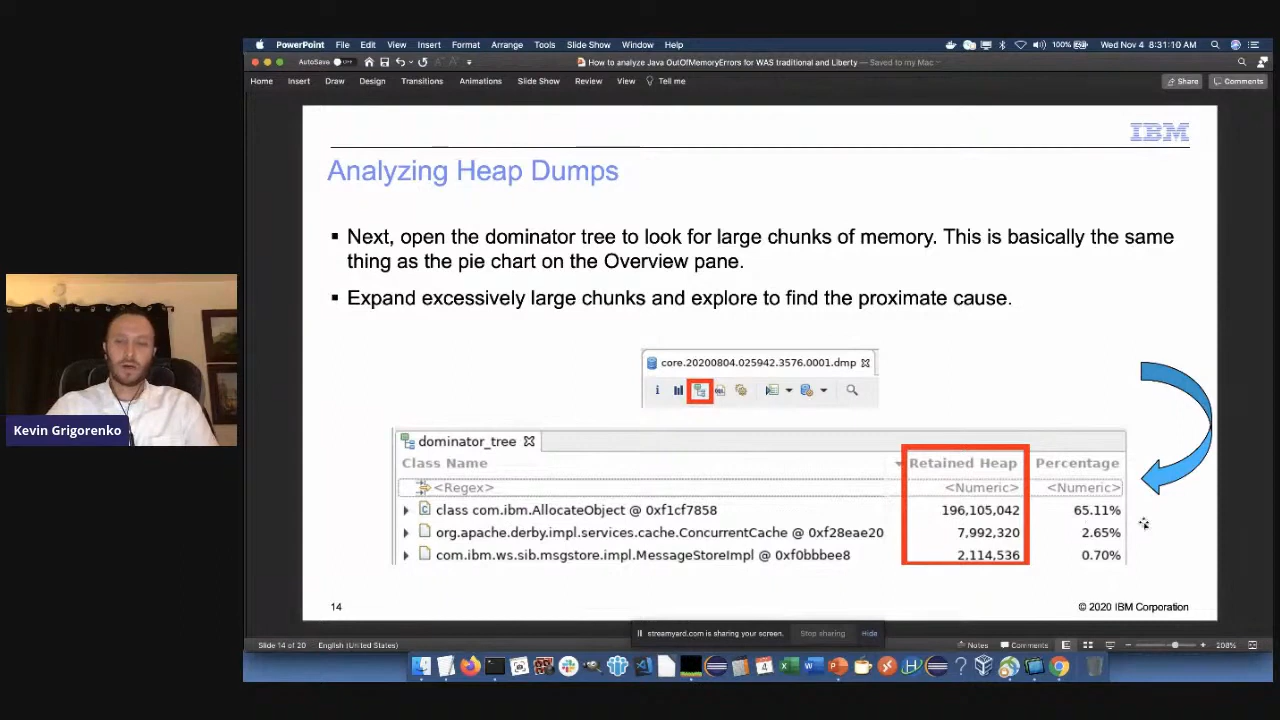 PowerPoint File Edit View Insert Format Arrange Tools Slide Show Window Help 100% Wed Nov 4 8:31:10 AM
AutoSave How to analyze Java OutOfMemoryErrors for WAS traditional and Liberty — Saved to my Mac
Home Insert Draw Design Transitions Animations Slide Show Review View Tell me Share Comments
IBM
Analyzing Heap Dumps
▪ Next, open the dominator tree to look for large chunks of memory. This is basically the same
thing as the pie chart on the Overview pane.
▪ Expand excessively large chunks and explore to find the proximate cause.
core.20200804.025942.3576.0001.dmp
dominator_tree
Class Name Retained Heap Percentage
<Regex> <Numeric> <Numeric>
class com.ibm.AllocateObject @ 0xf1cf7858 196,105,042 65.11%
org.apache.derby.impl.services.cache.ConcurrentCache @ 0xf28eae20 7,992,320 2.65%
com.ibm.ws.sib.msgstore.impl.MessageStoreImpl @ 0xf0bbbee8 2,114,536 0.70%
Kevin Grigorenko
14 © 2020 IBM Corporation
streamyard.com is sharing your screen. Stop sharing Hide
Slide 14 of 20 English (United States) Notes Comments 208%